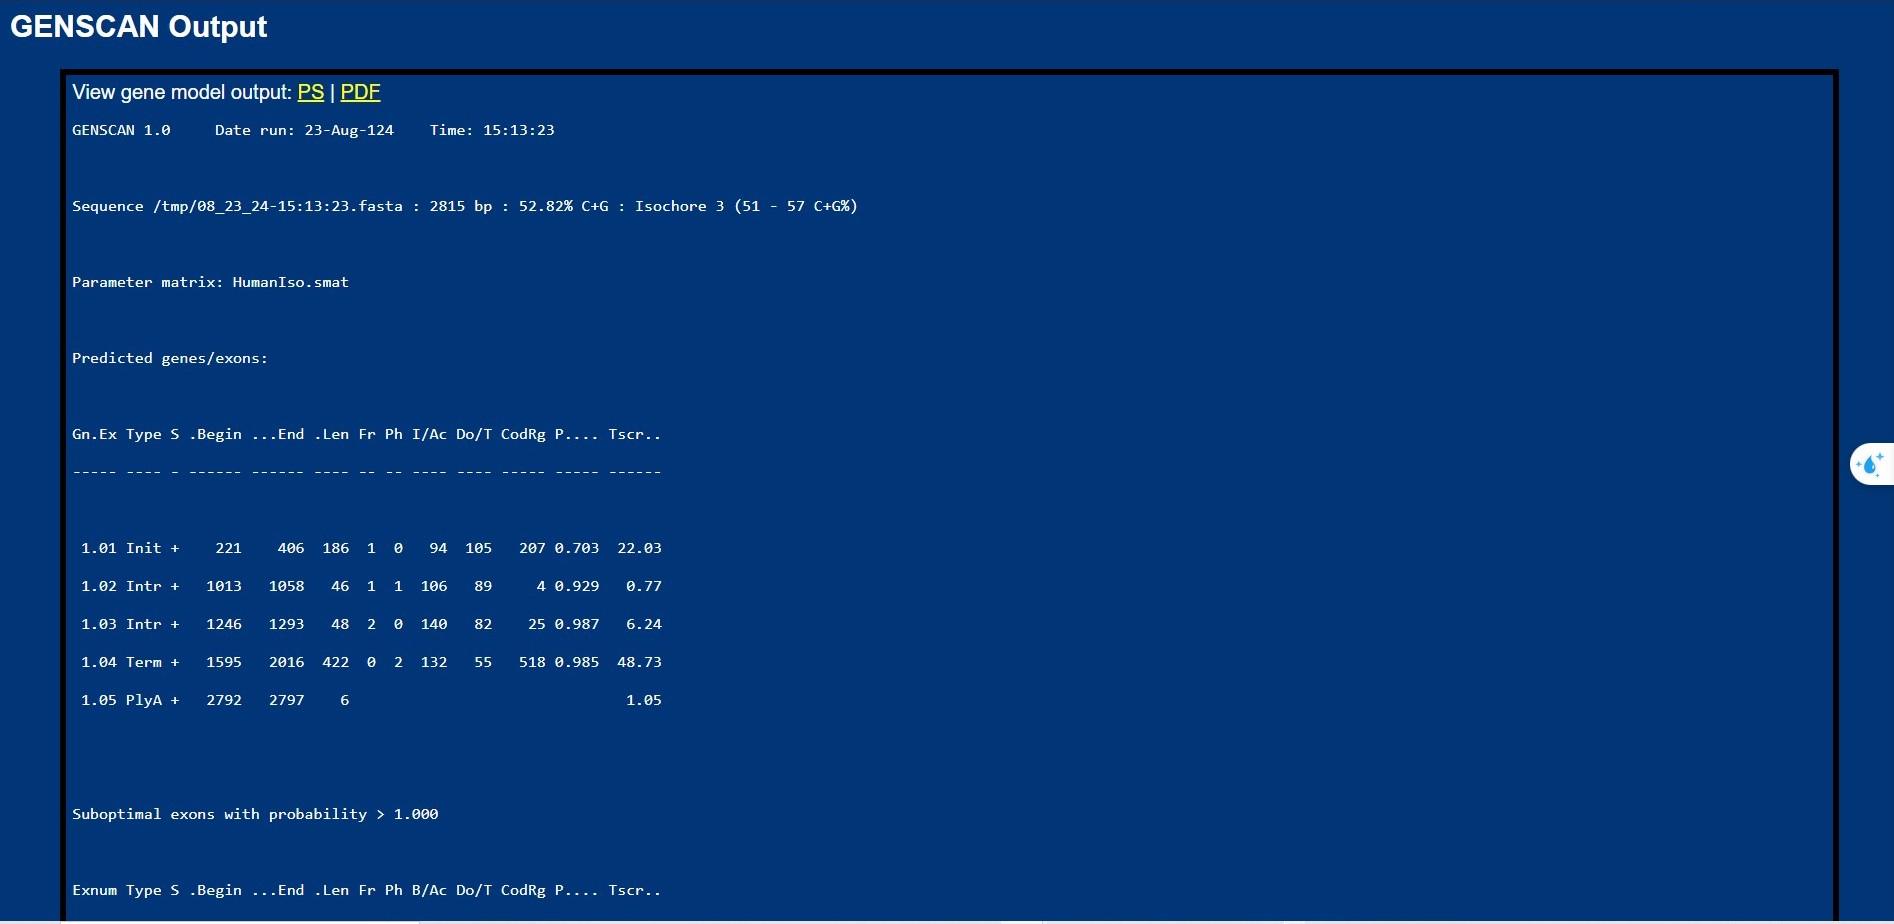 GENSCAN Output
View gene model output: PS | PDF
GENSCAN 1.0     Date run: 23-Aug-124    Time: 15:13:23
Sequence /tmp/08_23_24-15:13:23.fasta : 2815 bp : 52.82% C+G : Isochore 3 (51 - 57 C+G%)
Parameter matrix: HumanIso.smat
Predicted genes/exons:
Gn.Ex Type S .Begin ...End .Len Fr Ph I/Ac Do/T CodRg P.... Tscr..
----- ---- - ------ ------ ---- -- -- ---- ---- ----- ----- ------
 1.01 Init +    221    406  186  1  0   94  105   207 0.703  22.03
 1.02 Intr +   1013   1058   46  1  1  106   89     4 0.929   0.77
 1.03 Intr +   1246   1293   48  2  0  140   82    25 0.987   6.24
 1.04 Term +   1595   2016  422  0  2  132   55   518 0.985  48.73
 1.05 PlyA +   2792   2797    6                               1.05
Suboptimal exons with probability > 1.000
Exnum Type S .Begin ...End .Len Fr Ph B/Ac Do/T CodRg P.... Tscr..